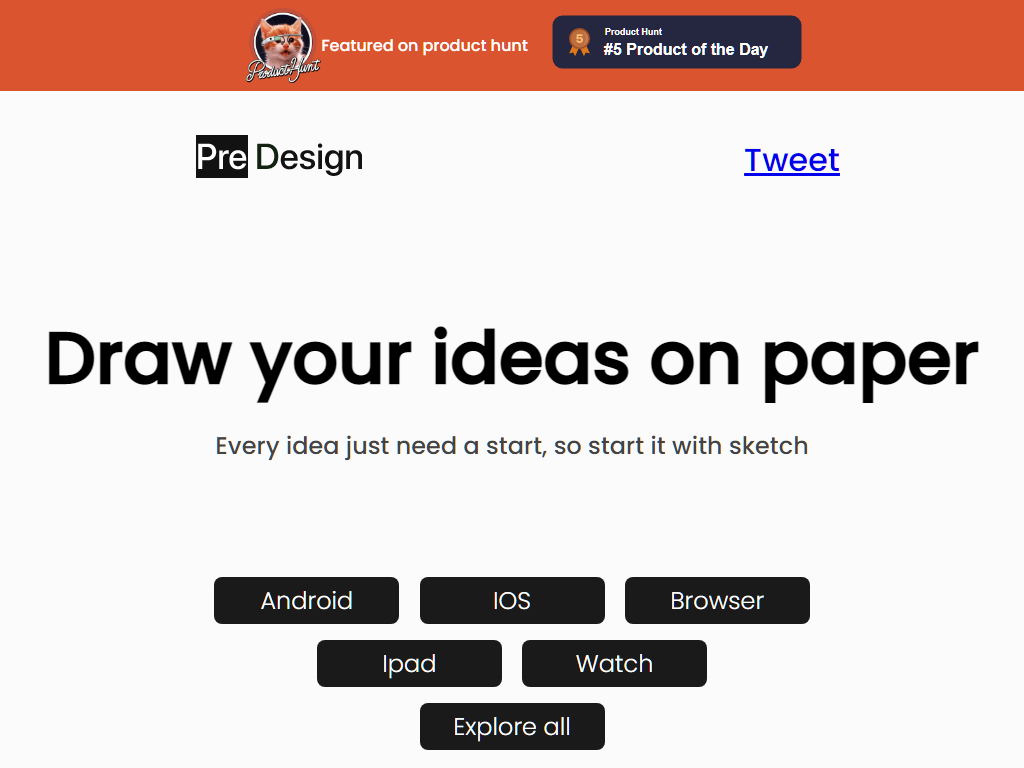 Product Hunt
Featured on product hunt
5
Product Hunt
#5 Product of the Day
Pre Design
Tweet
Draw your ideas on paper
Every idea just need a start, so start it with sketch
Android
IOS
Browser
Ipad
Watch
Explore all